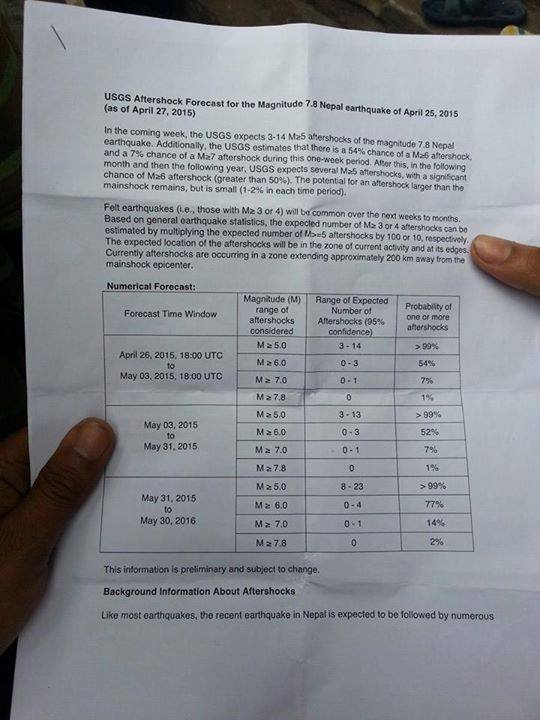 USGS Aftershock Forecast for the Magnitude 7.8 Nepal earthquake of April 25, 2015
(as of April 27, 2015)
In the coming week, the USGS expects 3-14 M≥5 aftershocks of the magnitude 7.8 Nepal
earthquake. Additionally, the USGS estimates that there is a 54% chance of a M≥6 aftershock,
and a 7% chance of a M≥7 aftershock during this one-week period. After this, in the following
month and then the following year, USGS expects several M≥5 aftershocks, with a significant
chance of M≥6 aftershock (greater than 50%). The potential for an aftershock larger than the
mainshock remains, but is small (1-2% in each time period).
Felt earthquakes (i.e., those with M≥ 3 or 4) will be common over the next weeks to months.
Based on general earthquake statistics, the expected number of M≥ 3 or 4 aftershocks can be
estimated by multiplying the expected number of M>=5 aftershocks by 100 or 10, respectively.
The expected location of the aftershocks will be in the zone of current activity and at its edges.
Currently aftershocks are occurring in a zone extending approximately 200 km away from the
mainshock epicenter.
Numerical Forecast:
Forecast Time Window
Magnitude (M)
range of
aftershocks
considered
Range of Expected
Number of
Aftershocks (95%
confidence)
Probability of
one or more
aftershocks
April 26, 2015, 18:00 UTC
to
May 03, 2015, 18:00 UTC
M ≥ 5.0 3 - 14 > 99%
M ≥ 6.0 0 - 3 54%
M ≥ 7.0 0 - 1 7%
M ≥ 7.8 0 1%
May 03, 2015
to
May 31, 2015
M ≥ 5.0 3 - 13 > 99%
M ≥ 6.0 0 - 3 52%
M ≥ 7.0 0 - 1 7%
M ≥ 7.8 0 1%
May 31, 2015
to
May 30, 2016
M ≥ 5.0 8 - 23 > 99%
M ≥ 6.0 0 - 4 77%
M ≥ 7.0 0 - 1 14%
M ≥ 7.8 0 2%
This information is preliminary and subject to change.
Background Information About Aftershocks
Like most earthquakes, the recent earthquake in Nepal is expected to be followed by numerous